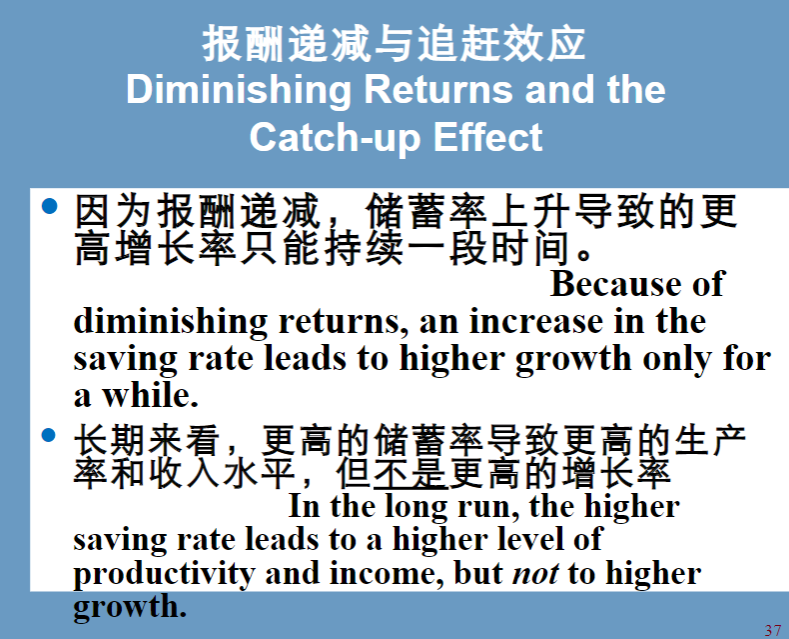 报酬递减与追赶效应
Diminishing Returns and the
Catch-up Effect
• 因为报酬递减，储蓄率上升导致的更
高增长率只能持续一段时间。
Because of
diminishing returns, an increase in the
saving rate leads to higher growth only for
a while.
• 长期来看，更高的储蓄率导致更高的生产
率和收入水平，但不是更高的增长率
In the long run, the higher
saving rate leads to a higher level of
productivity and income, but not to higher
growth.
37